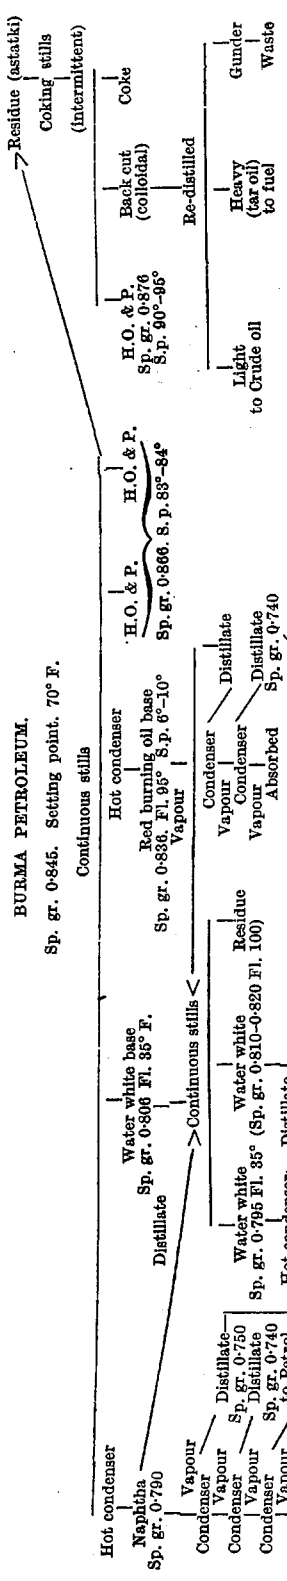 BURMA PETROLEUM.
Sp. gr. 0·845. Setting point. 70° F.
Continuous stills
Hot condenser
Naphtha
Sp. gr. 0·790
Vapour
Condenser
Distillate
Sp. gr. 0·750
Vapour
Condenser
Distillate
Sp. gr. 0·740
to Petrol
Vapour
Condenser
Vapour
Water white base
Sp. gr. 0·806 Fl. 35° F.
Distillate
Hot condenser
Red burning oil base
Sp. gr. 0·836. Fl. 95° S.p. 6°–10°
Vapour
>Continuous stills<
Water white
Sp. gr. 0·795 Fl. 35°
Hot condenser
Distillate
Water white
(Sp. gr. 0·810–0·820 Fl. 100)
Residue
Condenser
Distillate
Vapour
Condenser
Distillate
Sp. gr. 0·740
Vapour
Absorbed
H.O. & P.
H.O. & P.
Sp. gr. 0·866. S. p. 83°–84°
Residue (astatki)
Coking stills
(intermittent)
H.O. & P.
Sp. gr. 0·876
S.p. 90°–95°
Back cut
(colloidal)
Coke
Re-distilled
Light
to Crude oil
Heavy
(tar oil)
to fuel
Gunder
Waste